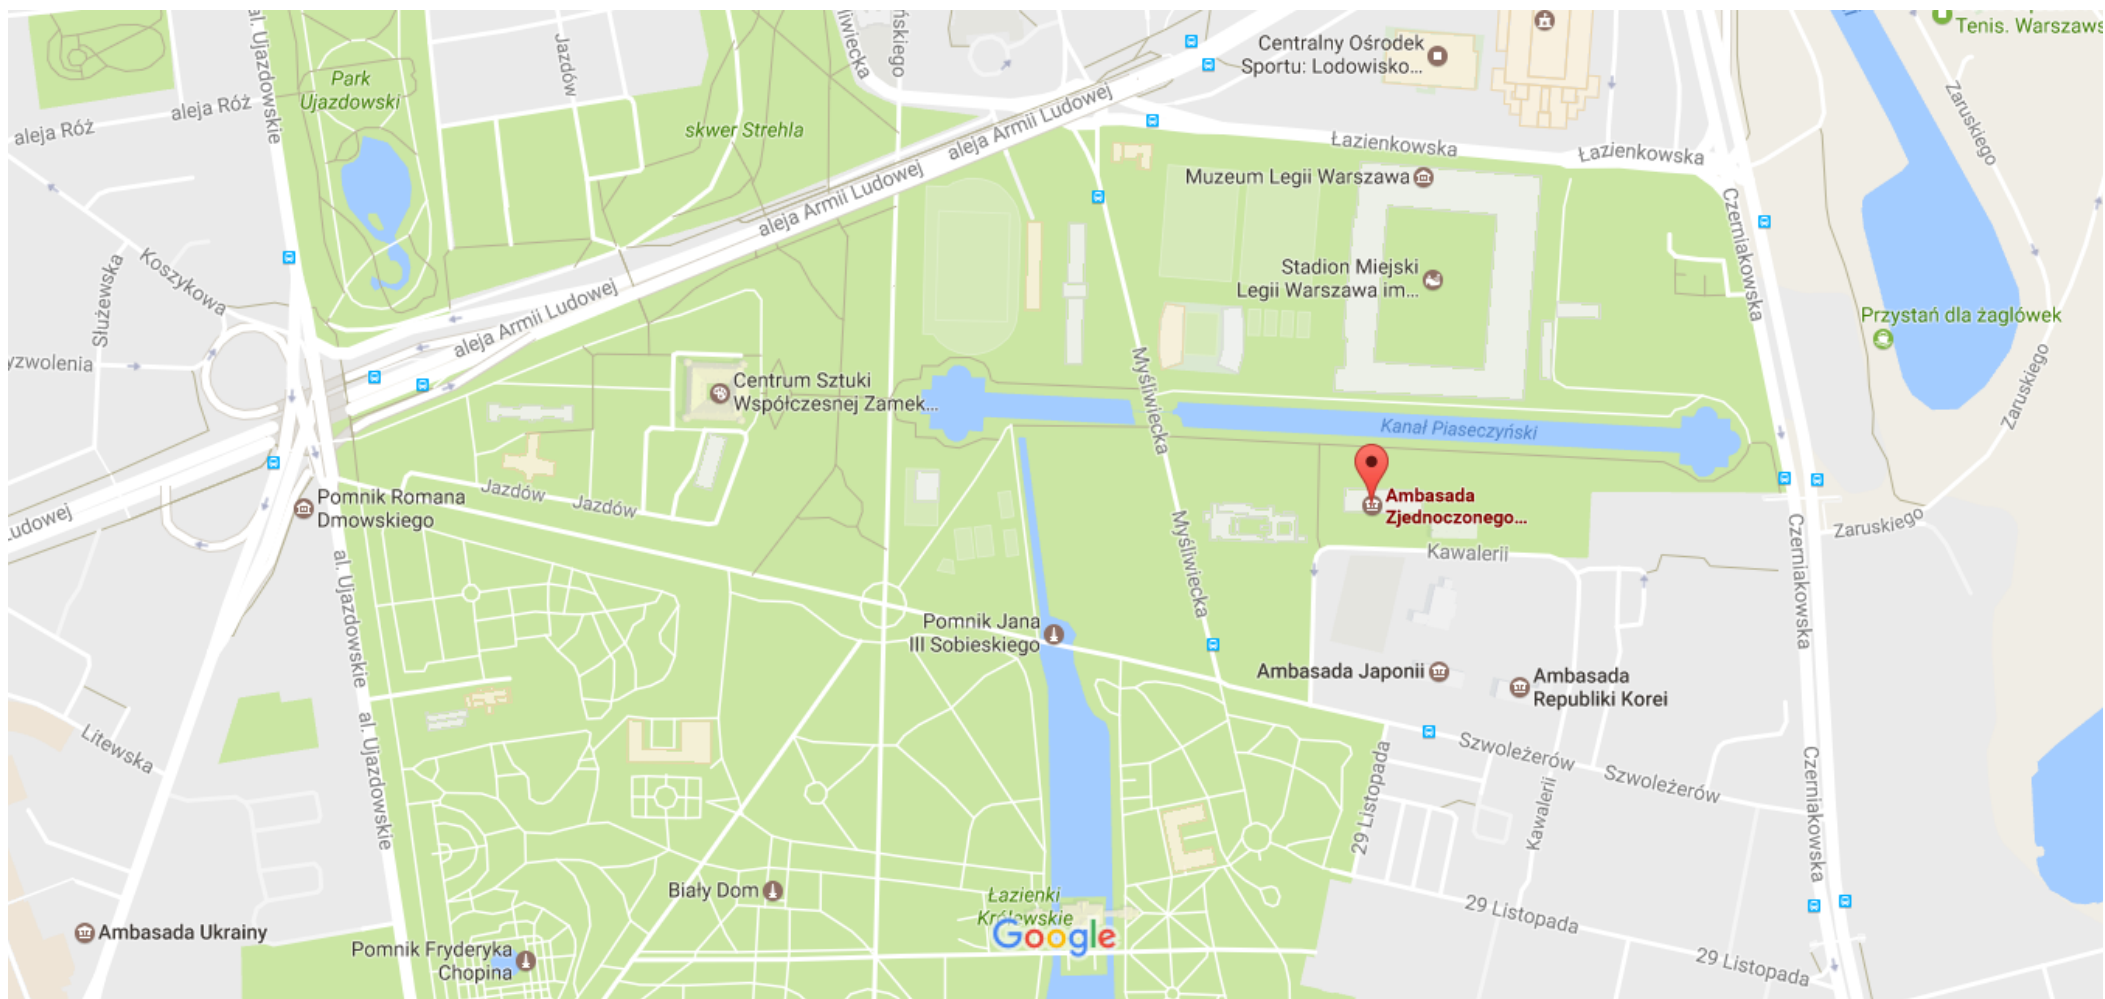 al. Ujazdowskie
Park
Ujazdowski
aleja Róż
aleja Róż
Jazdów
skwer Strehla
aleja Armii Ludowej
aleja Armii Ludowej
aleja Armii Ludowej
Centralny Ośrodek
Sportu: Lodowisko...
Tenis.
Zaruskiego
Łazienkowska
Łazienkowska
Muzeum Legii Warszawa
Czerniakowska
Stadion Miejski
Legii Warszawa im...
Przystań dla żaglówek
Zaruskiego
Koszykowa
Służewska
Myśliwiecka
Centrum Sztuki
Współczesnej Zamek...
Kanał Piaseczyński
Ambasada
Zjednoczonego...
Kawalerii
Jazdów
Jazdów
Pomnik Romana
Dmowskiego
Ludowej
Zaruskiego
Myśliwiecka
Czerniakowska
al. Ujazdowskie
Pomnik Jana
III Sobieskiego
Ambasada Japonii
Ambasada
Republiki Korei
Litewska
al. Ujazdowskie
Szwoleżerów
Szwoleżerów
29 Listopada
Kawalerii
Czerniakowska
Biały Dom
Łazienki
Królewskie
29 Listopada
29 Listopada
Ambasada Ukrainy
Pomnik Fryderyka
Chopina
Google